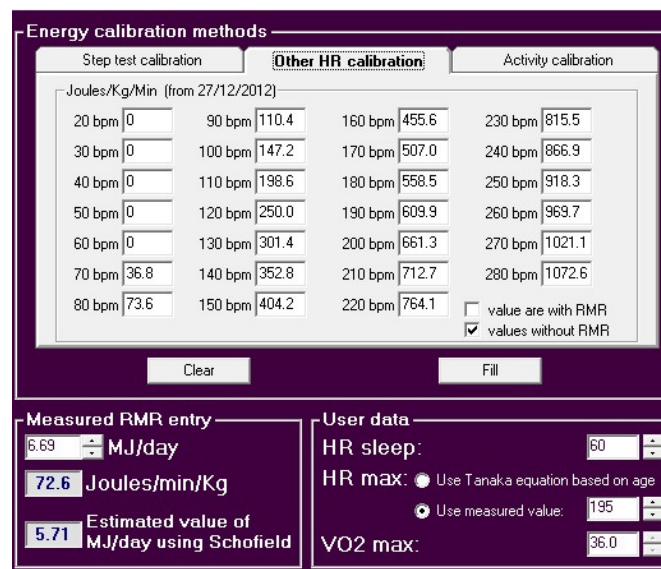 Energy calibration methods
Step test calibration Other HR calibration Activity calibration
Joules/Kg/Min (from 27/12/2012)
20 bpm 0 90 bpm 110.4 160 bpm 455.6 230 bpm 815.5
30 bpm 0 100 bpm 147.2 170 bpm 507.0 240 bpm 866.9
40 bpm 0 110 bpm 198.6 180 bpm 558.5 250 bpm 918.3
50 bpm 0 120 bpm 250.0 190 bpm 609.9 260 bpm 969.7
60 bpm 0 130 bpm 301.4 200 bpm 661.3 270 bpm 1021.1
70 bpm 36.8 140 bpm 352.8 210 bpm 712.7 280 bpm 1072.6
80 bpm 73.6 150 bpm 404.2 220 bpm 764.1 value are with RMR
values without RMR
Clear Fill
Measured RMR entry
6.69 MJ/day
72.6 Joules/min/Kg
5.71 Estimated value of
MJ/day using Schofield
User data
HR sleep: 60
HR max: Use Tanaka equation based on age
Use measured value: 195
VO2 max: 36.0